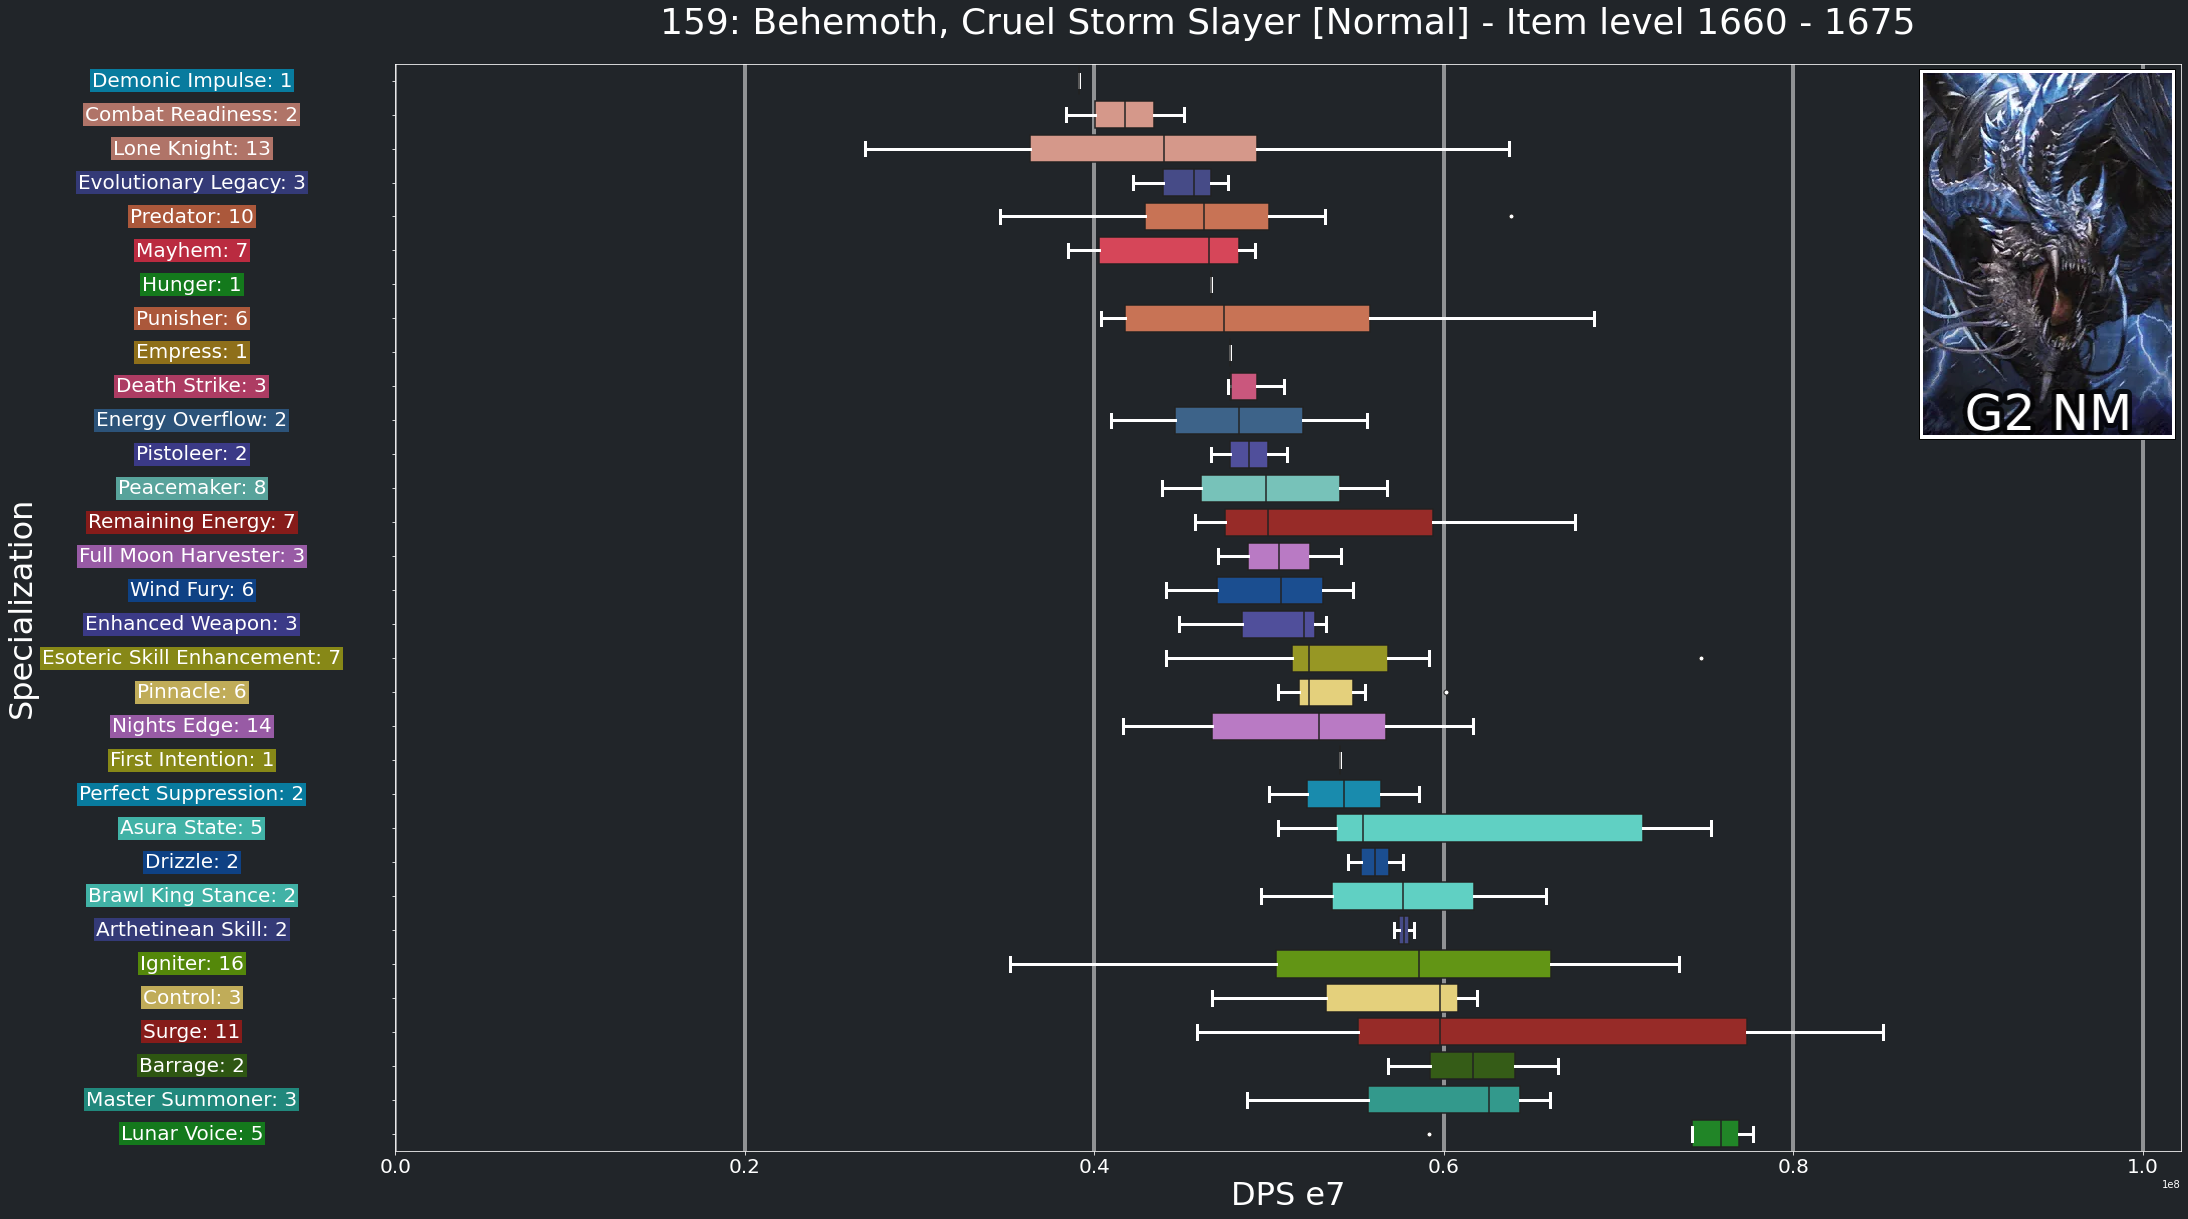 159: Behemoth, Cruel Storm Slayer [Normal] - Item level 1660 - 1675
Demonic Impulse: 1
Combat Readiness: 2
Lone Knight: 13
Evolutionary Legacy: 3
Predator: 10
Mayhem: 7
Hunger: 1
Punisher: 6
Empress: 1
Death Strike: 3
Energy Overflow: 2
Pistoleer: 2
Peacemaker: 8
Remaining Energy: 7
Full Moon Harvester: 3
Wind Fury: 6
Enhanced Weapon: 3
Esoteric Skill Enhancement: 7
Pinnacle: 6
Nights Edge: 14
First Intention: 1
Perfect Suppression: 2
Asura State: 5
Drizzle: 2
Brawl King Stance: 2
Arthetinean Skill: 2
Igniter: 16
Control: 3
Surge: 11
Barrage: 2
Master Summoner: 3
Lunar Voice: 5
Specialization
G2 NM
0.0 0.2 0.4 0.6 0.8 1.0
1e8
DPS e7